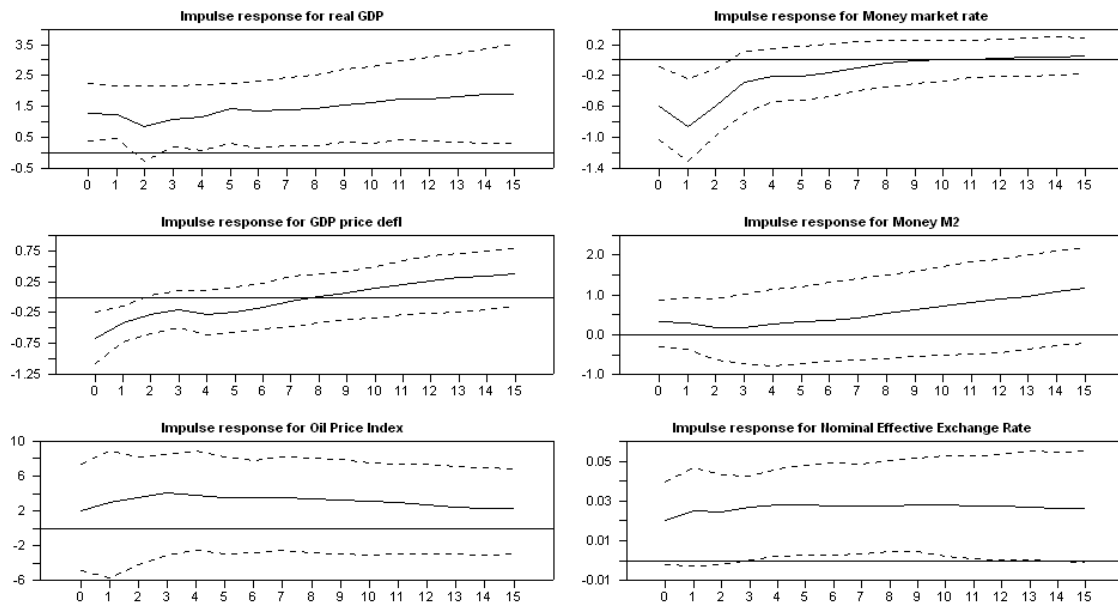 Impulse response for real GDP
3.5
2.5
1.5
0.5
-0.5
0 1 2 3 4 5 6 7 8 9 10 11 12 13 14 15
Impulse response for Money market rate
0.2
-0.2
-0.6
-1.0
-1.4
0 1 2 3 4 5 6 7 8 9 10 11 12 13 14 15
Impulse response for GDP price defl
0.75
0.25
-0.25
-0.75
-1.25
0 1 2 3 4 5 6 7 8 9 10 11 12 13 14 15
Impulse response for Money M2
2.0
1.0
0.0
-1.0
0 1 2 3 4 5 6 7 8 9 10 11 12 13 14 15
Impulse response for Oil Price Index
10
6
2
-2
-6
0 1 2 3 4 5 6 7 8 9 10 11 12 13 14 15
Impulse response for Nominal Effective Exchange Rate
0.05
0.03
0.01
-0.01
0 1 2 3 4 5 6 7 8 9 10 11 12 13 14 15